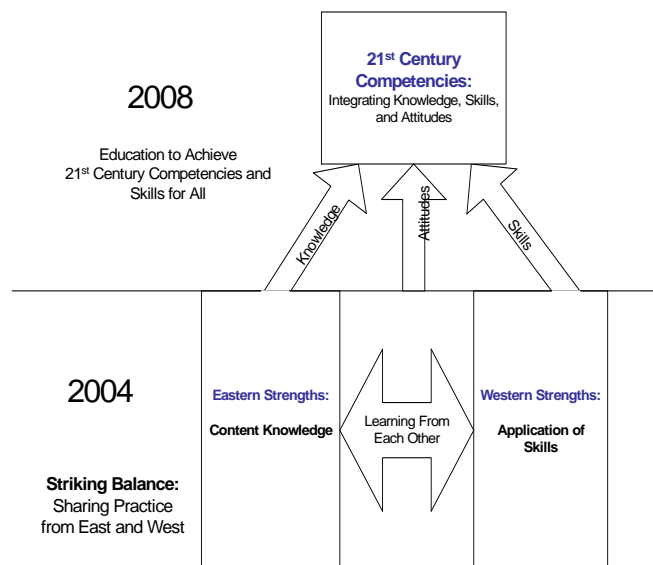 21st Century
Competencies:
Integrating Knowledge, Skills,
and Attitudes
2008
Education to Achieve
21st Century Competencies and
Skills for All
Knowledge
Attitudes
Skills
2004
Striking Balance:
Sharing Practice
from East and West
Eastern Strengths:
Content Knowledge
Learning From
Each Other
Western Strengths:
Application of
Skills